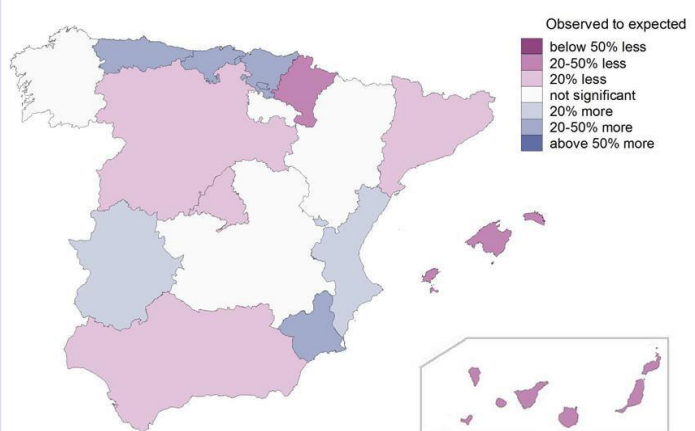 Observed to expected
below 50% less
20-50% less
20% less
not significant
20% more
20-50% more
above 50% more